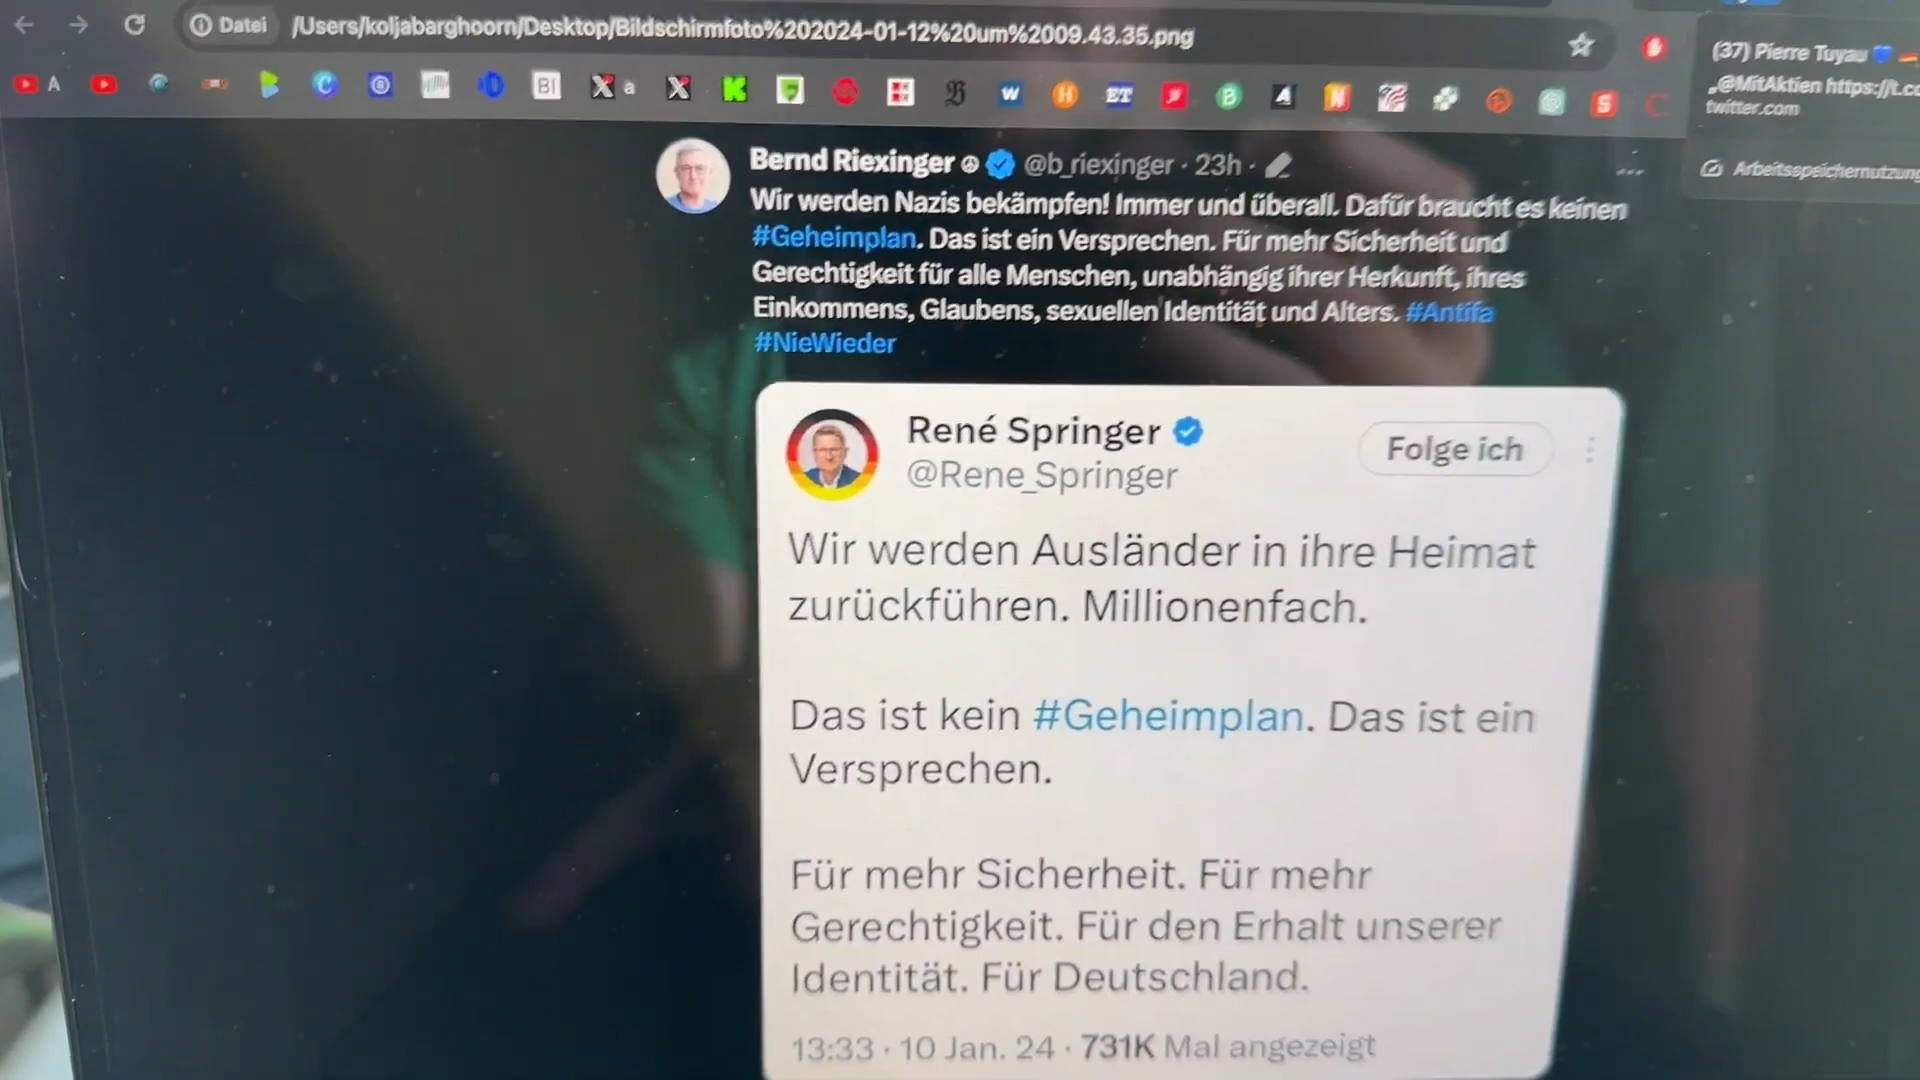 Datei /Users/koljabarghoorn/Desktop/Bildschirmfoto%202024-01-12%20um%2009.43.35.png
(37) Pierre Tuyau
„@MitAktien https://t.co
twitter.com
Arbeitsspeichernutzung
A
BI
a
W
H
ET
B
A
N
S
Bernd Riexinger @b_riexinger · 23h ·
Wir werden Nazis bekämpfen! Immer und überall. Dafür braucht es keinen
#Geheimplan. Das ist ein Versprechen. Für mehr Sicherheit und
Gerechtigkeit für alle Menschen, unabhängig ihrer Herkunft, ihres
Einkommens, Glaubens, sexuellen Identität und Alters. #Antifa
#NieWieder
René Springer
@Rene_Springer
Folge ich
Wir werden Ausländer in ihre Heimat
zurückführen. Millionenfach.
Das ist kein #Geheimplan. Das ist ein
Versprechen.
Für mehr Sicherheit. Für mehr
Gerechtigkeit. Für den Erhalt unserer
Identität. Für Deutschland.
13:33 · 10 Jan. 24 · 731K Mal angezeigt